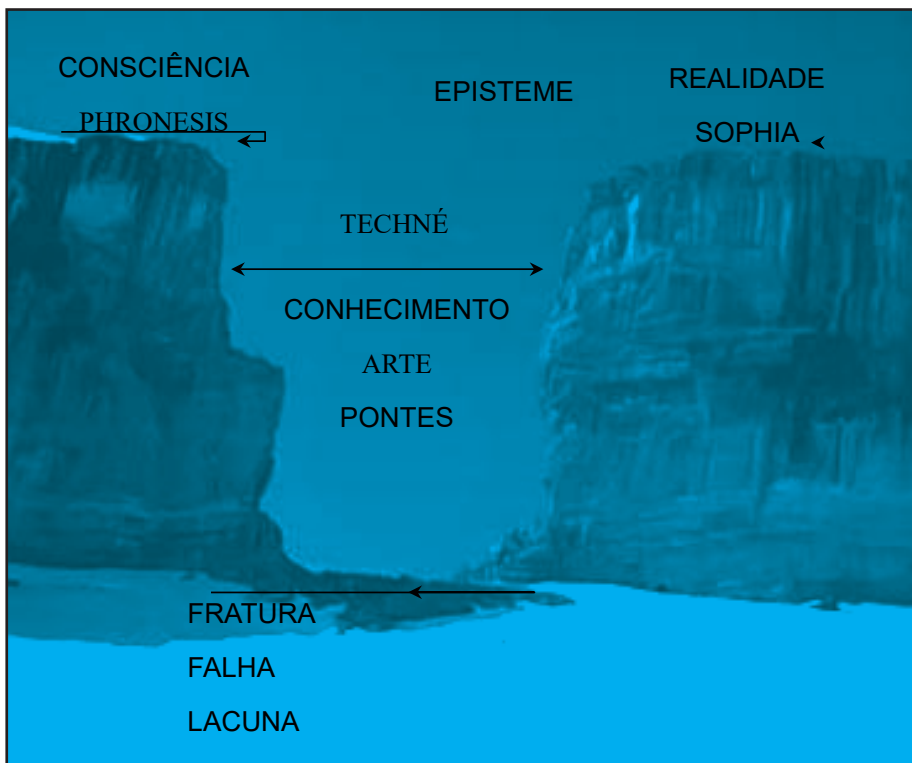 CONSCIÊNCIA
PHRONESIS
EPISTEME
REALIDADE
SOPHIA
TECHNÉ
CONHECIMENTO
ARTE
PONTES
FRATURA
FALHA
LACUNA